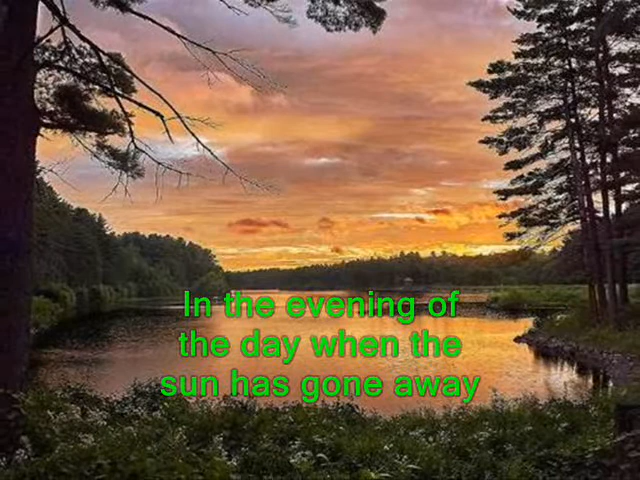 In the evening of
the day when the
sun has gone away